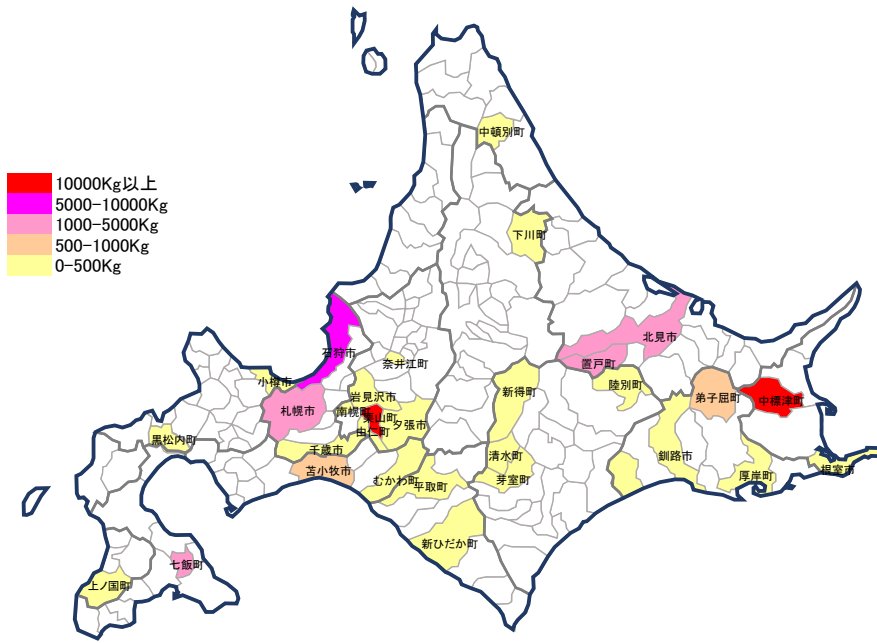 中頓別町
10000Kg以上
5000-10000Kg
1000-5000Kg
500-1000Kg
0-500Kg
下川町
北見市
石狩市
奈井江町
置戸町
小樽市
陸別町
新得町
弟子屈町
岩見沢市
中標津町
札幌市
南幌町
栗山町
夕張市
由仁町
黒松内町
千歳市
清水町
釧路市
根室市
苫小牧市
むかわ町
平取町
芽室町
厚岸町
新ひだか町
七飯町
上ノ国町